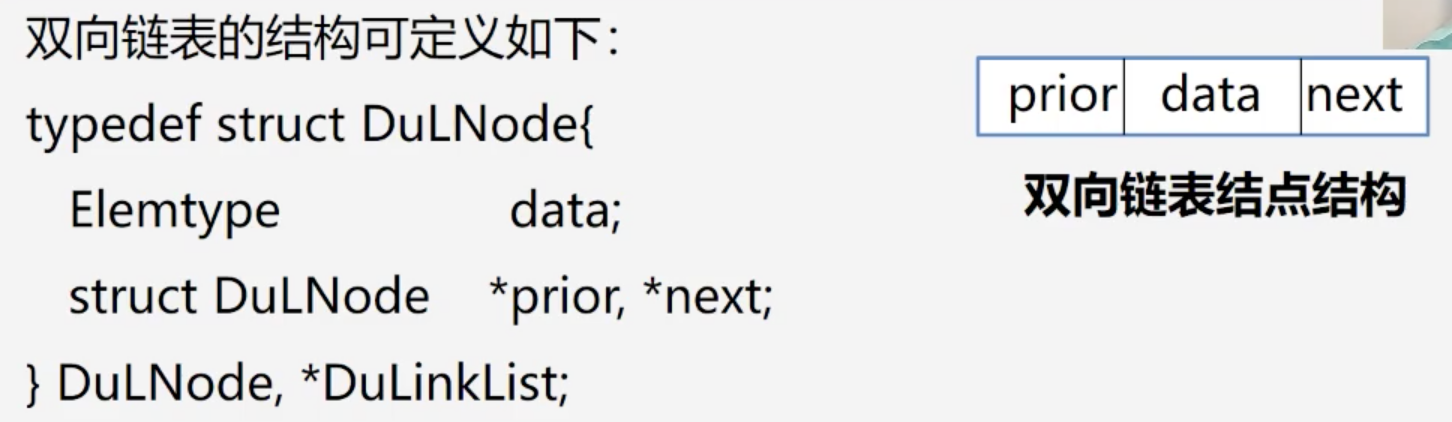 双向链表的结构可定义如下：
typedef struct DuLNode{
Elemtype data;
struct DuLNode *prior, *next;
} DuLNode, *DuLinkList;
prior data next
双向链表结点结构